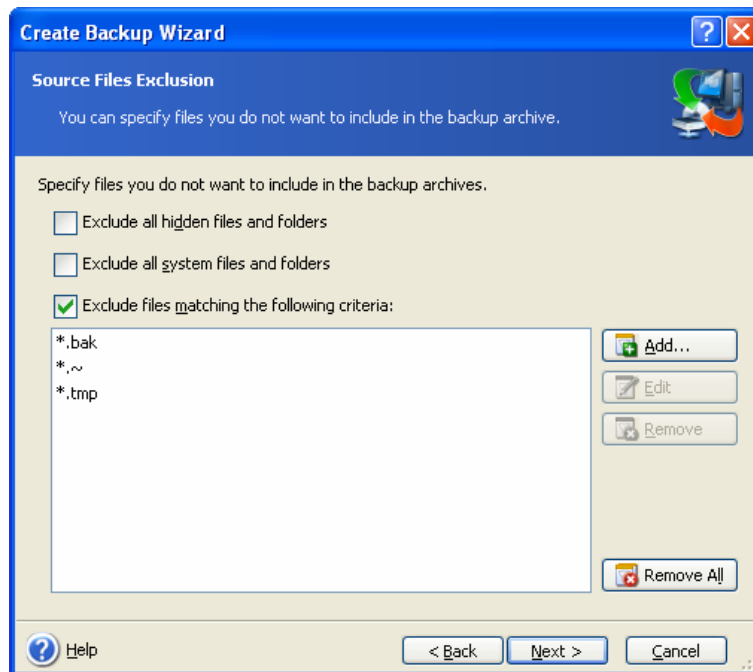 Create Backup Wizard
Source Files Exclusion
You can specify files you do not want to include in the backup archive.
Specify files you do not want to include in the backup archives.
Exclude all hidden files and folders
Exclude all system files and folders
Exclude files matching the following criteria:
*.bak
*.~
*.tmp
Add...
Edit
Remove
Remove All
Help
< Back
Next >
Cancel